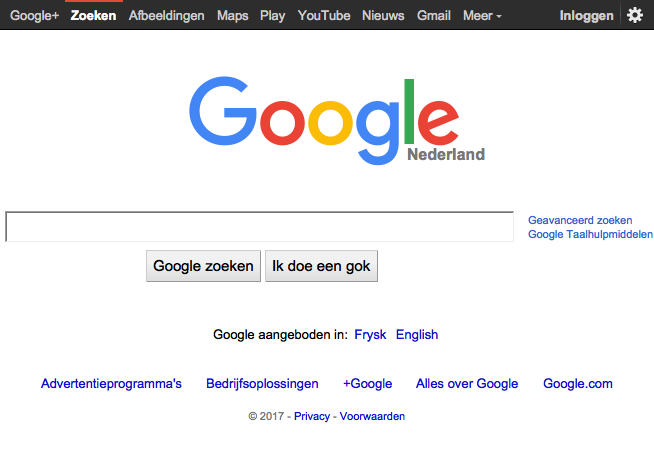 Google+ Zoeken Afbeeldingen Maps Play YouTube Nieuws Gmail Meer Inloggen
Google
Nederland
Geavanceerd zoeken
Google Taalhulpmiddelen
Google zoeken Ik doe een gok
Google aangeboden in: Frysk English
Advertentieprogramma's Bedrijfsoplossingen +Google Alles over Google Google.com
© 2017 - Privacy - Voorwaarden